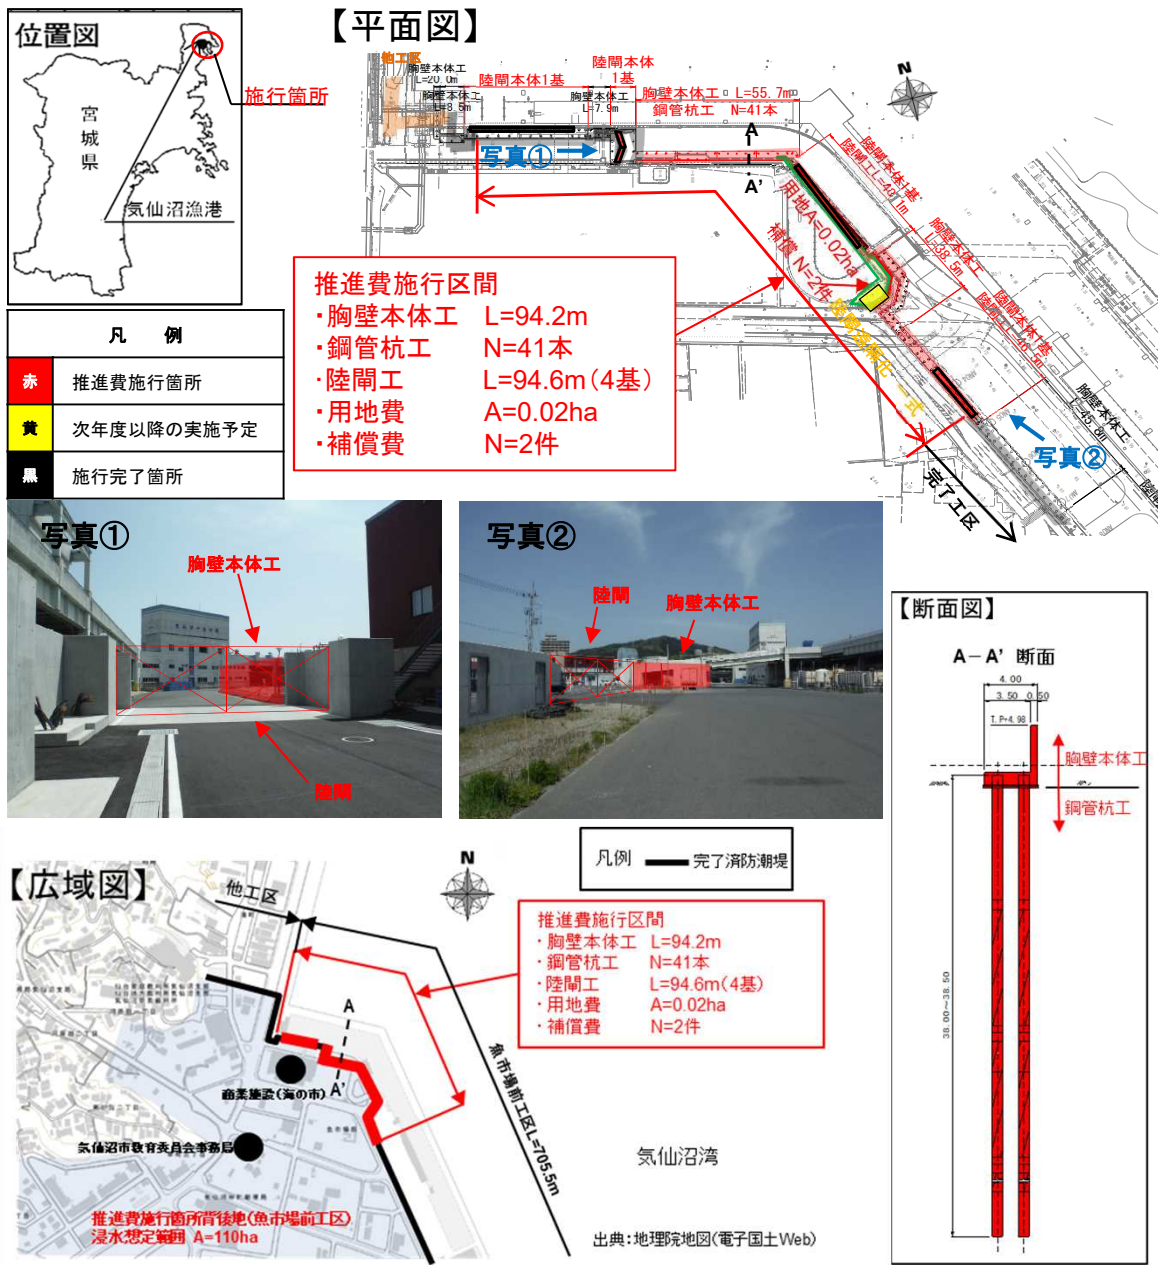 位置図
宮城県
施行箇所
気仙沼漁港
【平面図】
他工区
胸壁本体工
L=20.0m
陸閘本体1基
陸閘本体
1基
胸壁本体工
L=8.5m
胸壁本体工
L=7.9m
胸壁本体工 L=55.7m
鋼管杭工 N=41本
N
A
A'
写真①
陸閘本体1基
陸閘工L=40.1m
用地A=0.02ha
補償 N=2件
胸壁本体工
L=38.5m
陸閘本体1基
胸壁本体工
L=45.8m
写真②
完了工区
推進費施行区間
・胸壁本体工 L=94.2m
・鋼管杭工 N=41本
・陸閘工 L=94.6m(4基)
・用地費 A=0.02ha
・補償費 N=2件
凡 例
赤 推進費施行箇所
黄 次年度以降の実施予定
黒 施行完了箇所
写真①
胸壁本体工
陸閘
写真②
陸閘
胸壁本体工
【断面図】
A－A' 断面
4.00
3.50 0.50
T.P+4.98
胸壁本体工
鋼管杭工
38.00～38.50
【広域図】
他工区
N
凡例 完了済防潮堤
推進費施行区間
・胸壁本体工 L=94.2m
・鋼管杭工 N=41本
・陸閘工 L=94.6m(4基)
・用地費 A=0.02ha
・補償費 N=2件
A
A'
商業施設(海の市)
気仙沼市教育委員会事務局
魚市場前工区L=705.5m
気仙沼湾
推進費施行箇所背後地(魚市場前工区)
浸水想定範囲 A=110ha
出典:地理院地図(電子国土Web)